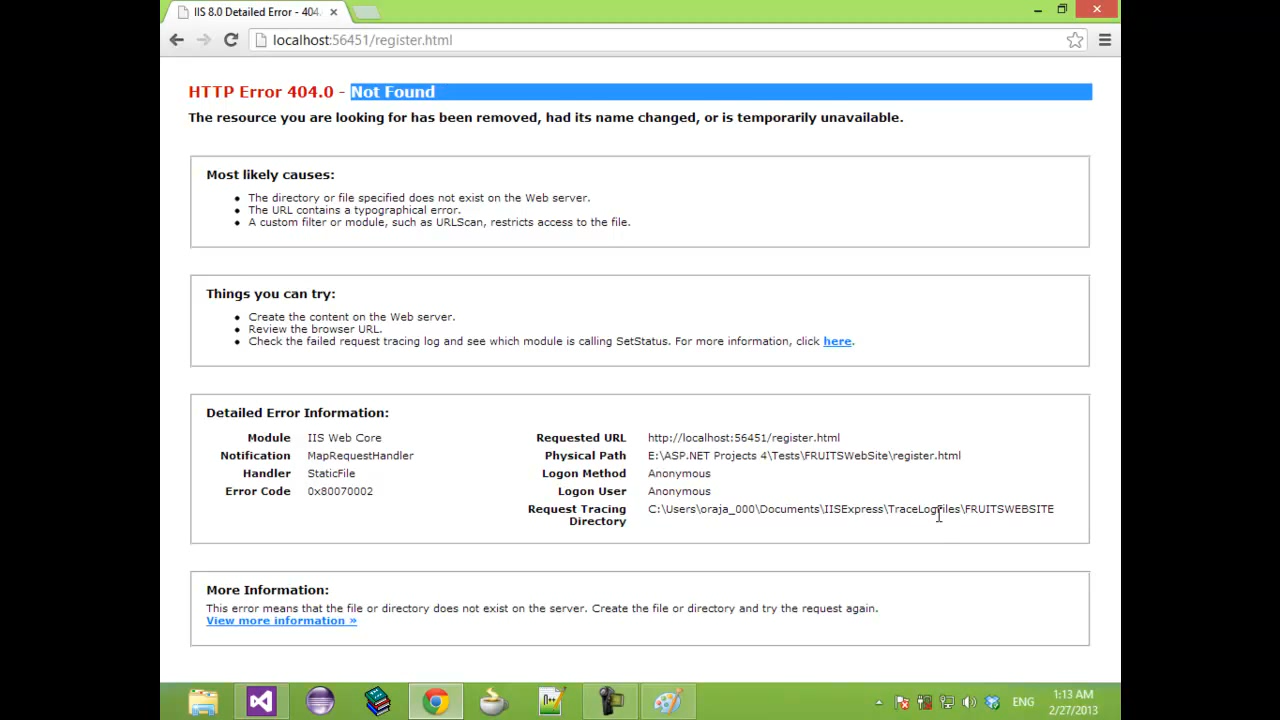 IIS 8.0 Detailed Error - 404.
localhost:56451/register.html
HTTP Error 404.0 - Not Found
The resource you are looking for has been removed, had its name changed, or is temporarily unavailable.
Most likely causes:
The directory or file specified does not exist on the Web server.
The URL contains a typographical error.
A custom filter or module, such as URLScan, restricts access to the file.
Things you can try:
Create the content on the Web server.
Review the browser URL.
Check the failed request tracing log and see which module is calling SetStatus. For more information, click here.
Detailed Error Information:
Module IIS Web Core
Notification MapRequestHandler
Handler StaticFile
Error Code 0x80070002
Requested URL http://localhost:56451/register.html
Physical Path E:\ASP.NET Projects 4\Tests\FRUITSWebSite\register.html
Logon Method Anonymous
Logon User Anonymous
Request Tracing C:\Users\oraja_000\Documents\IISExpress\TraceLogFiles\FRUITSWEBSITE
Directory
More Information:
This error means that the file or directory does not exist on the server. Create the file or directory and try the request again.
View more information »
ENG
1:13 AM
2/27/2013